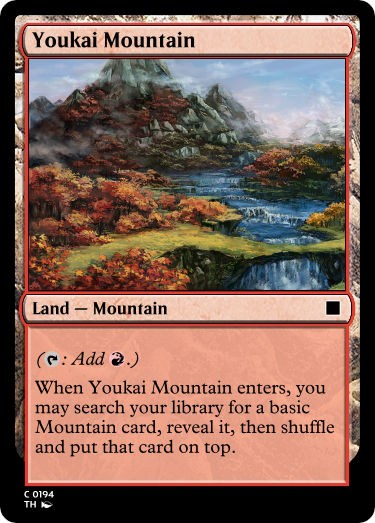 Youkai Mountain
Land — Mountain
(: Add .)
When Youkai Mountain enters, you
may search your library for a basic
Mountain card, reveal it, then shuffle
and put that card on top.
C 0194
TH